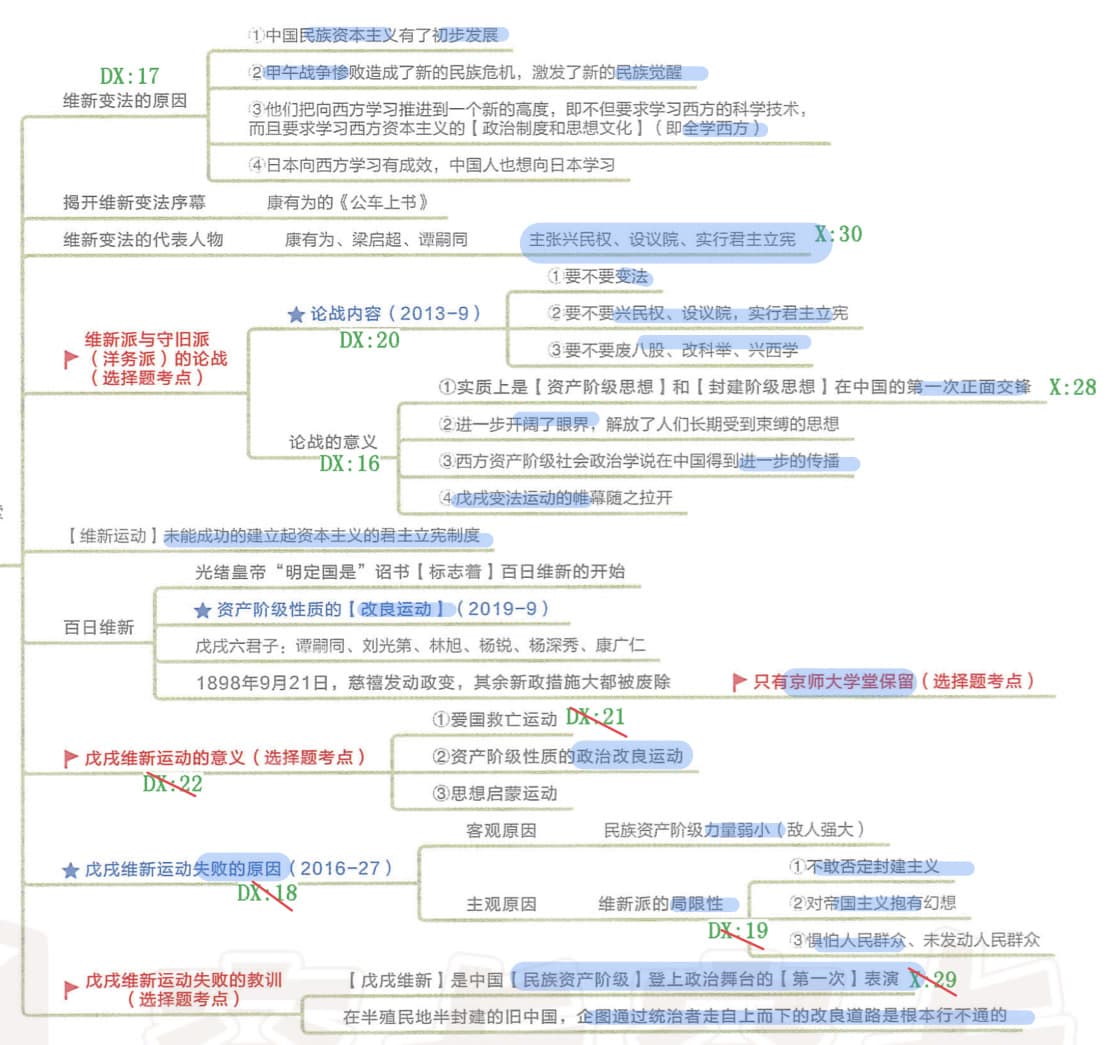 ①中国民族资本主义有了初步发展
DX:17
维新变法的原因
②甲午战争惨败造成了新的民族危机，激发了新的民族觉醒
③他们把向西方学习推进到一个新的高度，即不但要求学习西方的科学技术，
而且要求学习西方资本主义的【政治制度和思想文化】（即全学西方）
④日本向西方学习有成效，中国人也想向日本学习
揭开维新变法序幕 康有为的《公车上书》
维新变法的代表人物 康有为、梁启超、谭嗣同 主张兴民权、设议院、实行君主立宪 X:30
维新派与守旧派
（洋务派）的论战
（选择题考点）
★ 论战内容（2013-9）
DX:20
①要不要变法
②要不要兴民权、设议院，实行君主立宪
③要不要废八股、改科举、兴西学
论战的意义
DX:16
①实质上是【资产阶级思想】和【封建阶级思想】在中国的第一次正面交锋 X:28
②进一步开阔了眼界，解放了人们长期受到束缚的思想
③西方资产阶级社会政治学说在中国得到进一步的传播
④戊戌变法运动的帷幕随之拉开
【维新运动】未能成功的建立起资本主义的君主立宪制度
百日维新
光绪皇帝“明定国是”诏书【标志着】百日维新的开始
★ 资产阶级性质的【改良运动】（2019-9）
戊戌六君子：谭嗣同、刘光第、林旭、杨锐、杨深秀、康广仁
1898年9月21日，慈禧发动政变，其余新政措施大都被废除 只有京师大学堂保留（选择题考点）
戊戌维新运动的意义（选择题考点）
DX:22
①爱国救亡运动 DX:21
②资产阶级性质的政治改良运动
③思想启蒙运动
★ 戊戌维新运动失败的原因（2016-27）
DX:18
客观原因 民族资产阶级力量弱小（敌人强大）
主观原因 维新派的局限性
DX:19
①不敢否定封建主义
②对帝国主义抱有幻想
③惧怕人民群众、未发动人民群众
戊戌维新运动失败的教训
（选择题考点）
【戊戌维新】是中国【民族资产阶级】登上政治舞台的【第一次】表演 X:29
在半殖民地半封建的旧中国，企图通过统治者走自上而下的改良道路是根本行不通的